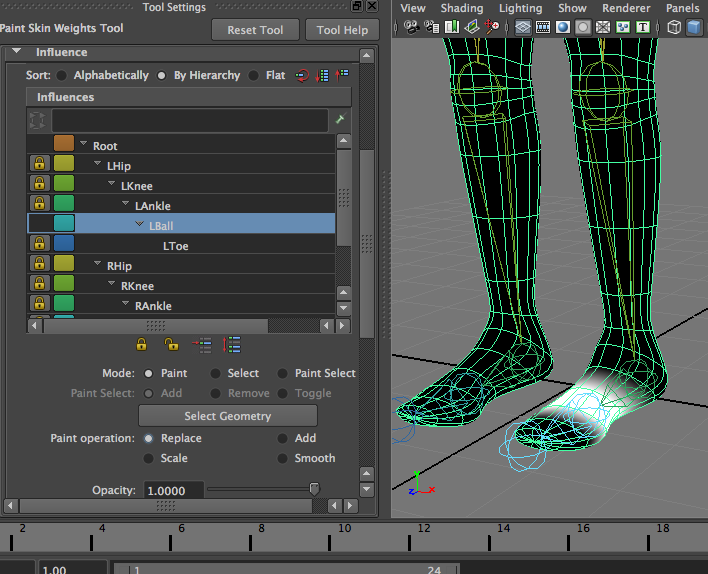 Tool Settings
View Shading Lighting Show Renderer Panels
Paint Skin Weights Tool Reset Tool Tool Help
Influence
Sort: Alphabetically By Hierarchy Flat
Influences
Root
LHip
LKnee
LAnkle
LBall
LToe
RHip
RKnee
RAnkle
Mode: Paint Select Paint Select
Paint Select: Add Remove Toggle
Select Geometry
Paint operation: Replace Add
Scale Smooth
Opacity: 1.0000
T
y
z x
2 4 6 8 10 12 14 16 18
1.00 1 24